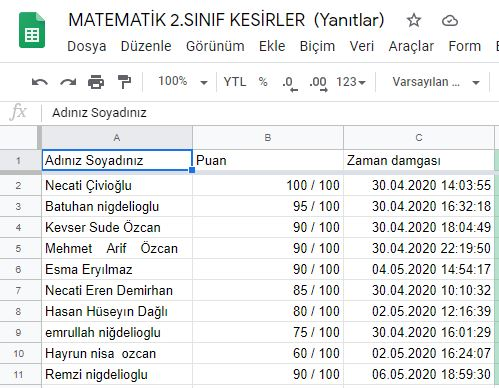 MATEMATİK 2.SINIF KESİRLER (Yanıtlar)
Dosya Düzenle Görünüm Ekle Biçim Veri Araçlar Form E
100% YTL % .0 .00 123 Varsayılan ...
fx Adınız Soyadınız
A B C
1 Adınız Soyadınız Puan Zaman damgası
2 Necati Çivioğlu 100 / 100 30.04.2020 14:03:55
3 Batuhan nigdelioglu 95 / 100 30.04.2020 16:32:18
4 Kevser Sude Özcan 90 / 100 30.04.2020 18:04:49
5 Mehmet Arif Özcan 90 / 100 30.04.2020 22:19:50
6 Esma Eryılmaz 90 / 100 04.05.2020 14:54:17
7 Necati Eren Demirhan 85 / 100 30.04.2020 10:10:32
8 Hasan Hüseyın Dağlı 80 / 100 02.05.2020 12:16:39
9 emrullah niğdelioglu 75 / 100 30.04.2020 16:01:29
10 Hayrun nisa ozcan 60 / 100 02.05.2020 16:24:07
11 Remzi nigdelioglu 90 / 100 06.05.2020 18:59:30